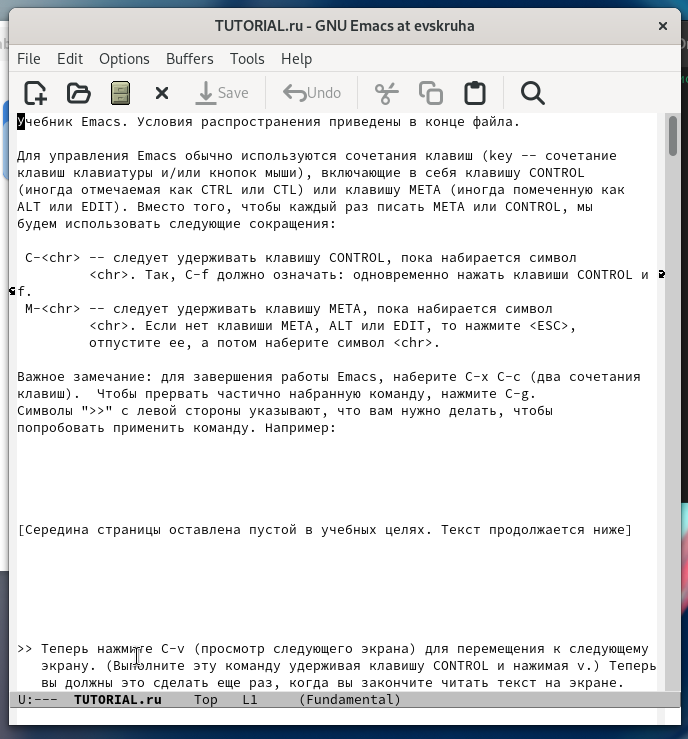 TUTORIAL.ru - GNU Emacs at evskruha
File Edit Options Buffers Tools Help
Save Undo
Учебник Emacs. Условия распространения приведены в конце файла.
Для управления Emacs обычно используются сочетания клавиш (key -- сочетание
клавиш клавиатуры и/или кнопок мыши), включающие в себя клавишу CONTROL
(иногда отмечаемая как CTRL или CTL) или клавишу META (иногда помеченную как
ALT или EDIT). Вместо того, чтобы каждый раз писать META или CONTROL, мы
будем использовать следующие сокращения:
C-<chr> -- следует удерживать клавишу CONTROL, пока набирается символ
<chr>. Так, C-f должно означать: одновременно нажать клавиши CONTROL и
f.
M-<chr> -- следует удерживать клавишу META, пока набирается символ
<chr>. Если нет клавиши META, ALT или EDIT, то нажмите <ESC>,
отпустите ее, а потом наберите символ <chr>.
Важное замечание: для завершения работы Emacs, наберите C-x C-c (два сочетания
клавиш).  Чтобы прервать частично набранную команду, нажмите C-g.
Символы ">>" с левой стороны указывают, что вам нужно делать, чтобы
попробовать применить команду. Например:
[Середина страницы оставлена пустой в учебных целях. Текст продолжается ниже]
>> Теперь нажмите C-v (просмотр следующего экрана) для перемещения к следующему
экрану. (Выполните эту команду удерживая клавишу CONTROL и нажимая v.) Теперь
вы должны это сделать еще раз, когда вы закончите читать текст на экране.
U:--- TUTORIAL.ru Top L1 (Fundamental)